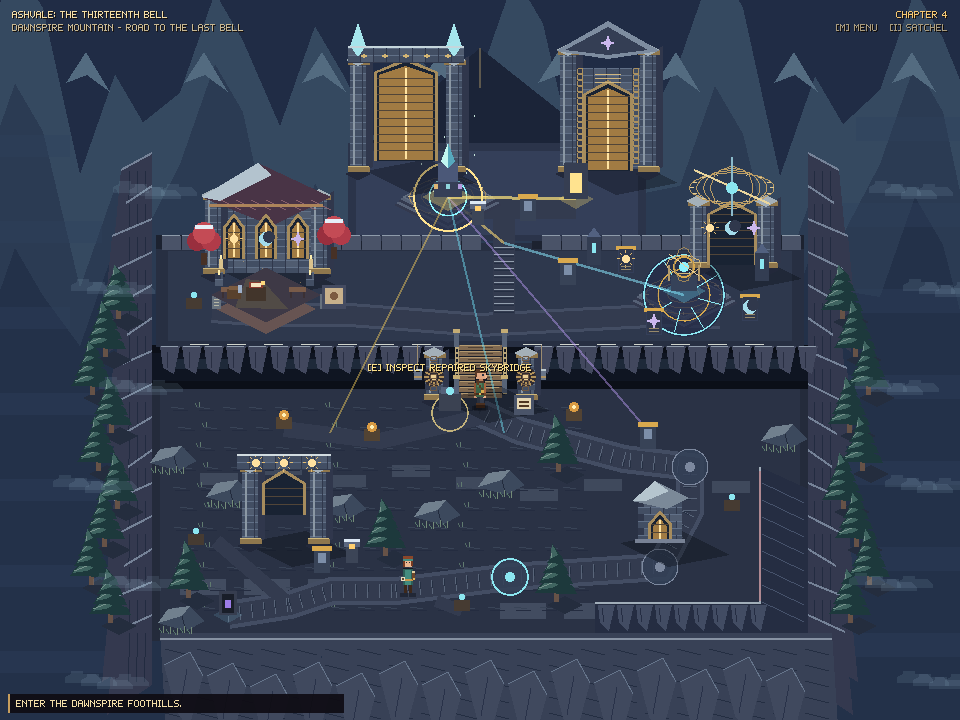 ASHVALE: THE THIRTEENTH BELL
DAWNSPIRE MOUNTAIN - ROAD TO THE LAST BELL
CHAPTER 4
[M] MENU [I] SATCHEL
[E] INSPECT REPAIRED SKYBRIDGE
ENTER THE DAWNSPIRE FOOTHILLS.